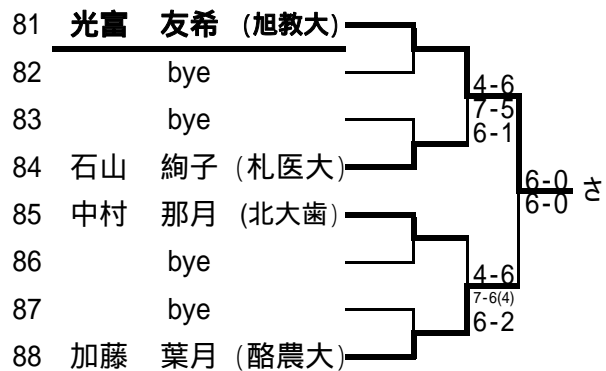 81 光富 友希 (旭教大)
82 bye
83 bye
84 石山 絢子 (札医大)
85 中村 那月 (北大歯)
86 bye
87 bye
88 加藤 葉月 (酪農大)
4-6
7-5
6-1
4-6
7-6(4)
6-2
6-0
6-0
さ